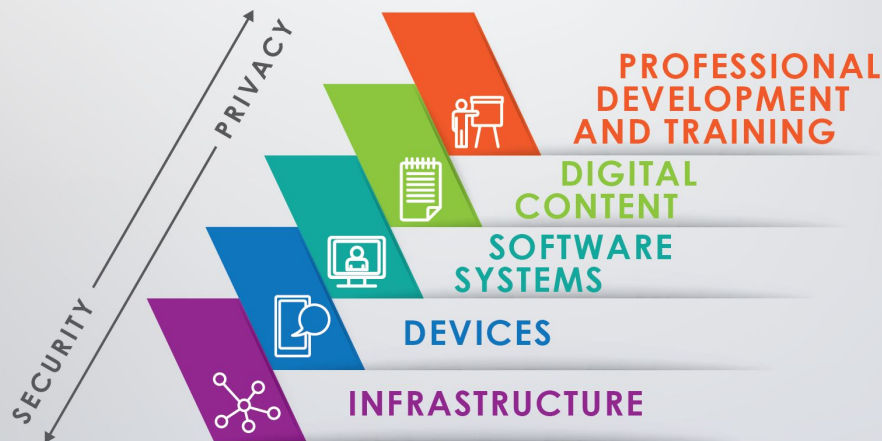 PRIVACY
SECURITY
PROFESSIONAL
DEVELOPMENT
AND TRAINING
DIGITAL
CONTENT
SOFTWARE
SYSTEMS
DEVICES
INFRASTRUCTURE